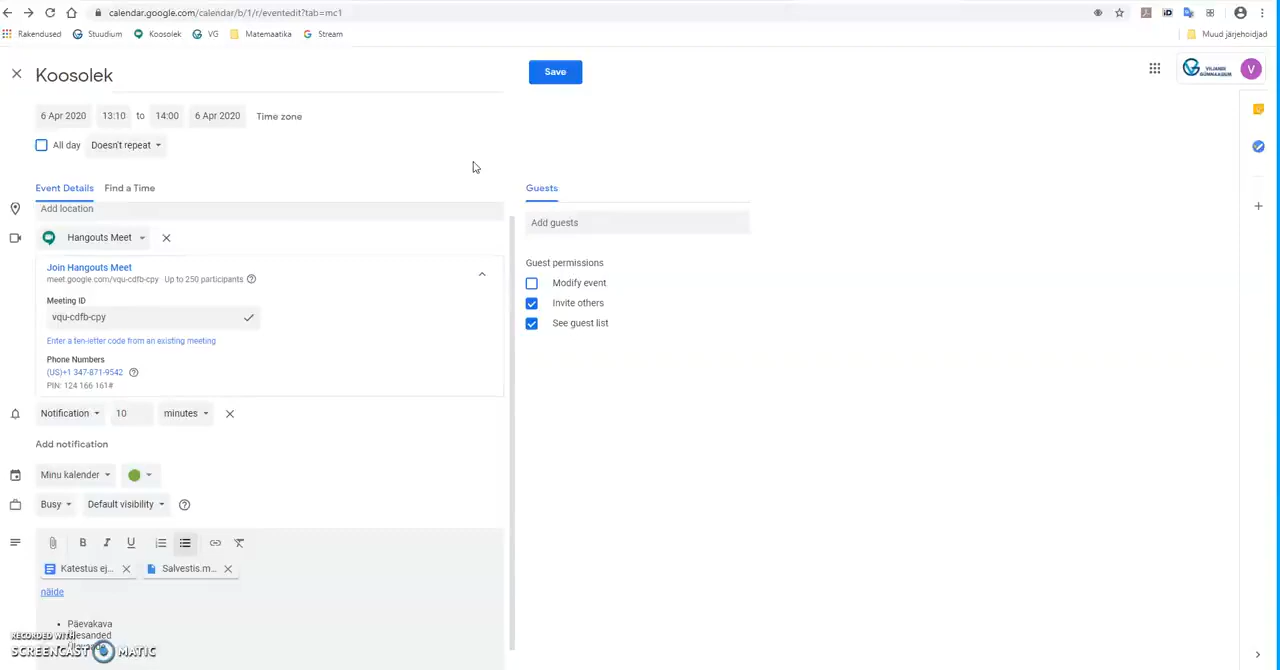 calendar.google.com/calendar/b/1/r/eventedit?tab=mc1
Rakendused Stuudium Koosolek VG Matemaatika Stream Muud järjehoidjad
Koosolek Save
VILJANDI GÜMNAASIUM V
6 Apr 2020 13:10 to 14:00 6 Apr 2020 Time zone
All day Doesn't repeat
Event Details Find a Time Guests
Add location
Add guests
Hangouts Meet
Guest permissions
Join Hangouts Meet
meet.google.com/vqu-cdfb-cpy Up to 250 participants
Modify event
Meeting ID
Invite others
vqu-cdfb-cpy
See guest list
Enter a ten-letter code from an existing meeting
Phone Numbers
(US)+1 347-871-9542
PIN: 124 166 161#
Notification 10 minutes
Add notification
Minu kalender
Busy Default visibility
B I U
Katestus ej... Salvestis.m...
näide
Päevakava
RECORDED WITH
SCREENCAST MATIC